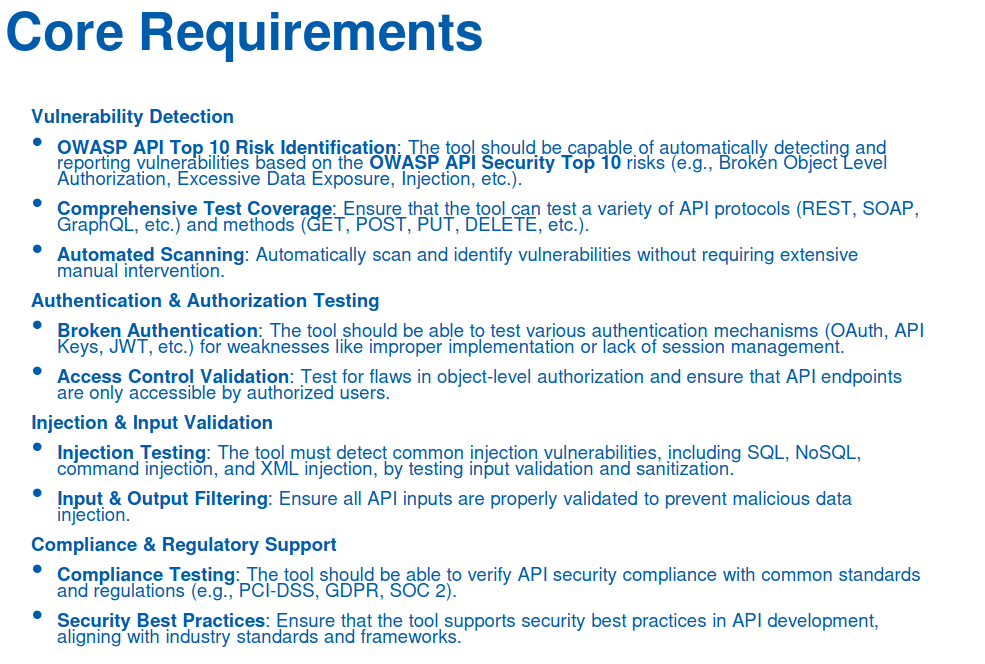 Core Requirements
Vulnerability Detection
• OWASP API Top 10 Risk Identification: The tool should be capable of automatically detecting and
reporting vulnerabilities based on the OWASP API Security Top 10 risks (e.g., Broken Object Level
Authorization, Excessive Data Exposure, Injection, etc.).
• Comprehensive Test Coverage: Ensure that the tool can test a variety of API protocols (REST, SOAP,
GraphQL, etc.) and methods (GET, POST, PUT, DELETE, etc.).
• Automated Scanning: Automatically scan and identify vulnerabilities without requiring extensive
manual intervention.
Authentication & Authorization Testing
• Broken Authentication: The tool should be able to test various authentication mechanisms (OAuth, API
Keys, JWT, etc.) for weaknesses like improper implementation or lack of session management.
• Access Control Validation: Test for flaws in object-level authorization and ensure that API endpoints
are only accessible by authorized users.
Injection & Input Validation
• Injection Testing: The tool must detect common injection vulnerabilities, including SQL, NoSQL,
command injection, and XML injection, by testing input validation and sanitization.
• Input & Output Filtering: Ensure all API inputs are properly validated to prevent malicious data
injection.
Compliance & Regulatory Support
• Compliance Testing: The tool should be able to verify API security compliance with common standards
and regulations (e.g., PCI-DSS, GDPR, SOC 2).
• Security Best Practices: Ensure that the tool supports security best practices in API development,
aligning with industry standards and frameworks.